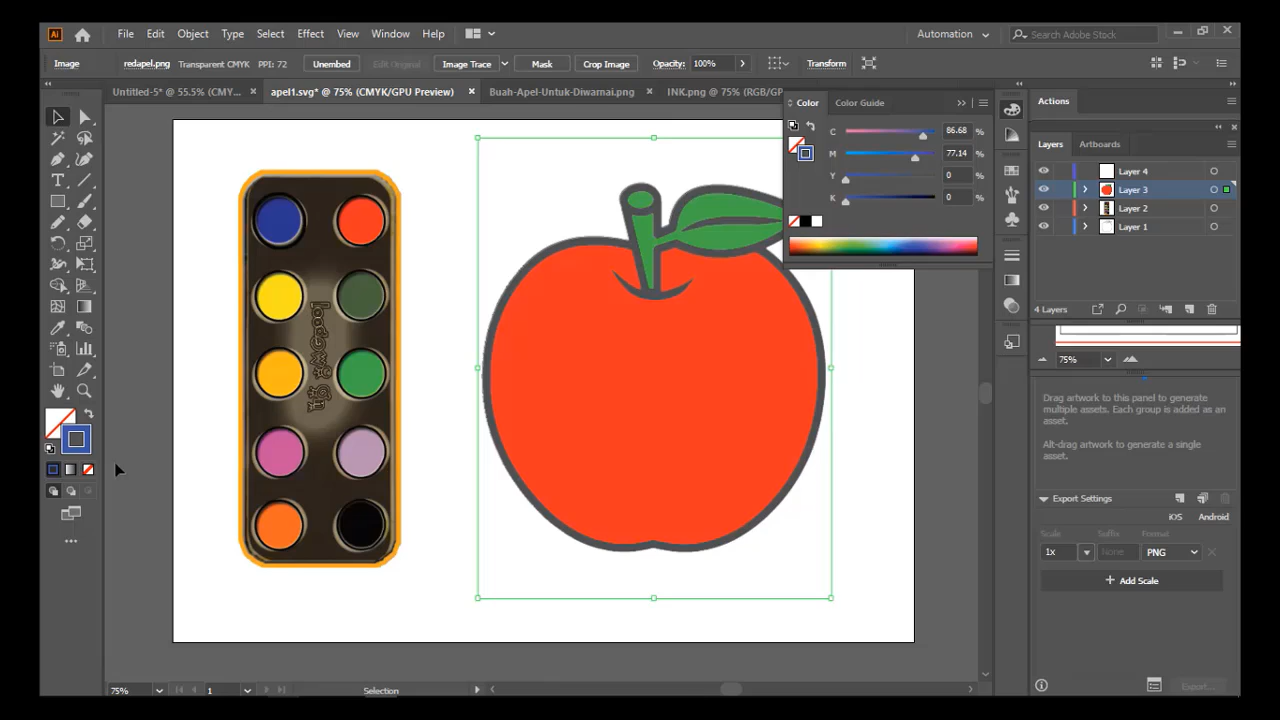 Ai
File Edit Object Type Select Effect View Window Help
Automation
Search Adobe Stock
Image redapel.png Transparent CMYK PPI: 72 Unembed Edit Original Image Trace Mask Crop Image Opacity: 100% Transform
Untitled-5* @ 55.5% (CMY... × apel1.svg* @ 75% (CMYK/GPU Preview) × Buah-Apel-Untuk-Diwarnai.png × INK.png @ 75% (RGB/GP
Color Color Guide
C 86.68 %
M 77.14 %
Y 0 %
K 0 %
Actions
Layers Artboards
Layer 4
Layer 3
Layer 2
Layer 1
4 Layers
75%
Drag artwork to this panel to generate
multiple assets. Each group is added as an
asset.
Alt-drag artwork to generate a single
asset.
Export Settings
iOS Android
Scale: Suffix: Format:
1x None PNG
+ Add Scale
Export...
75% 1 Selection